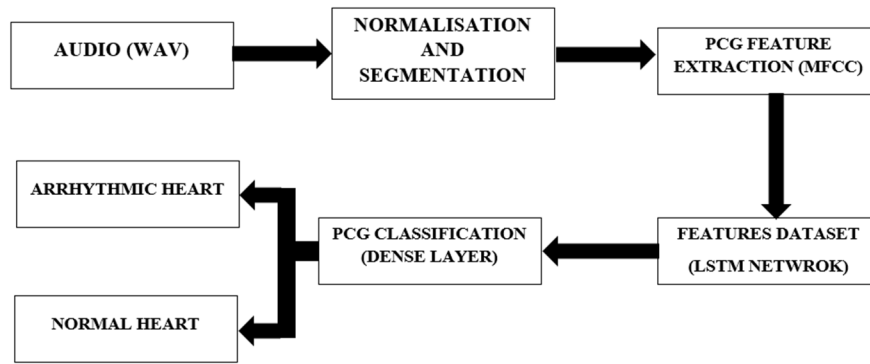 AUDIO (WAV)
NORMALISATION
AND
SEGMENTATION
PCG FEATURE
EXTRACTION (MFCC)
FEATURES DATASET
(LSTM NETWROK)
PCG CLASSIFICATION
(DENSE LAYER)
ARRHYTHMIC HEART
NORMAL HEART